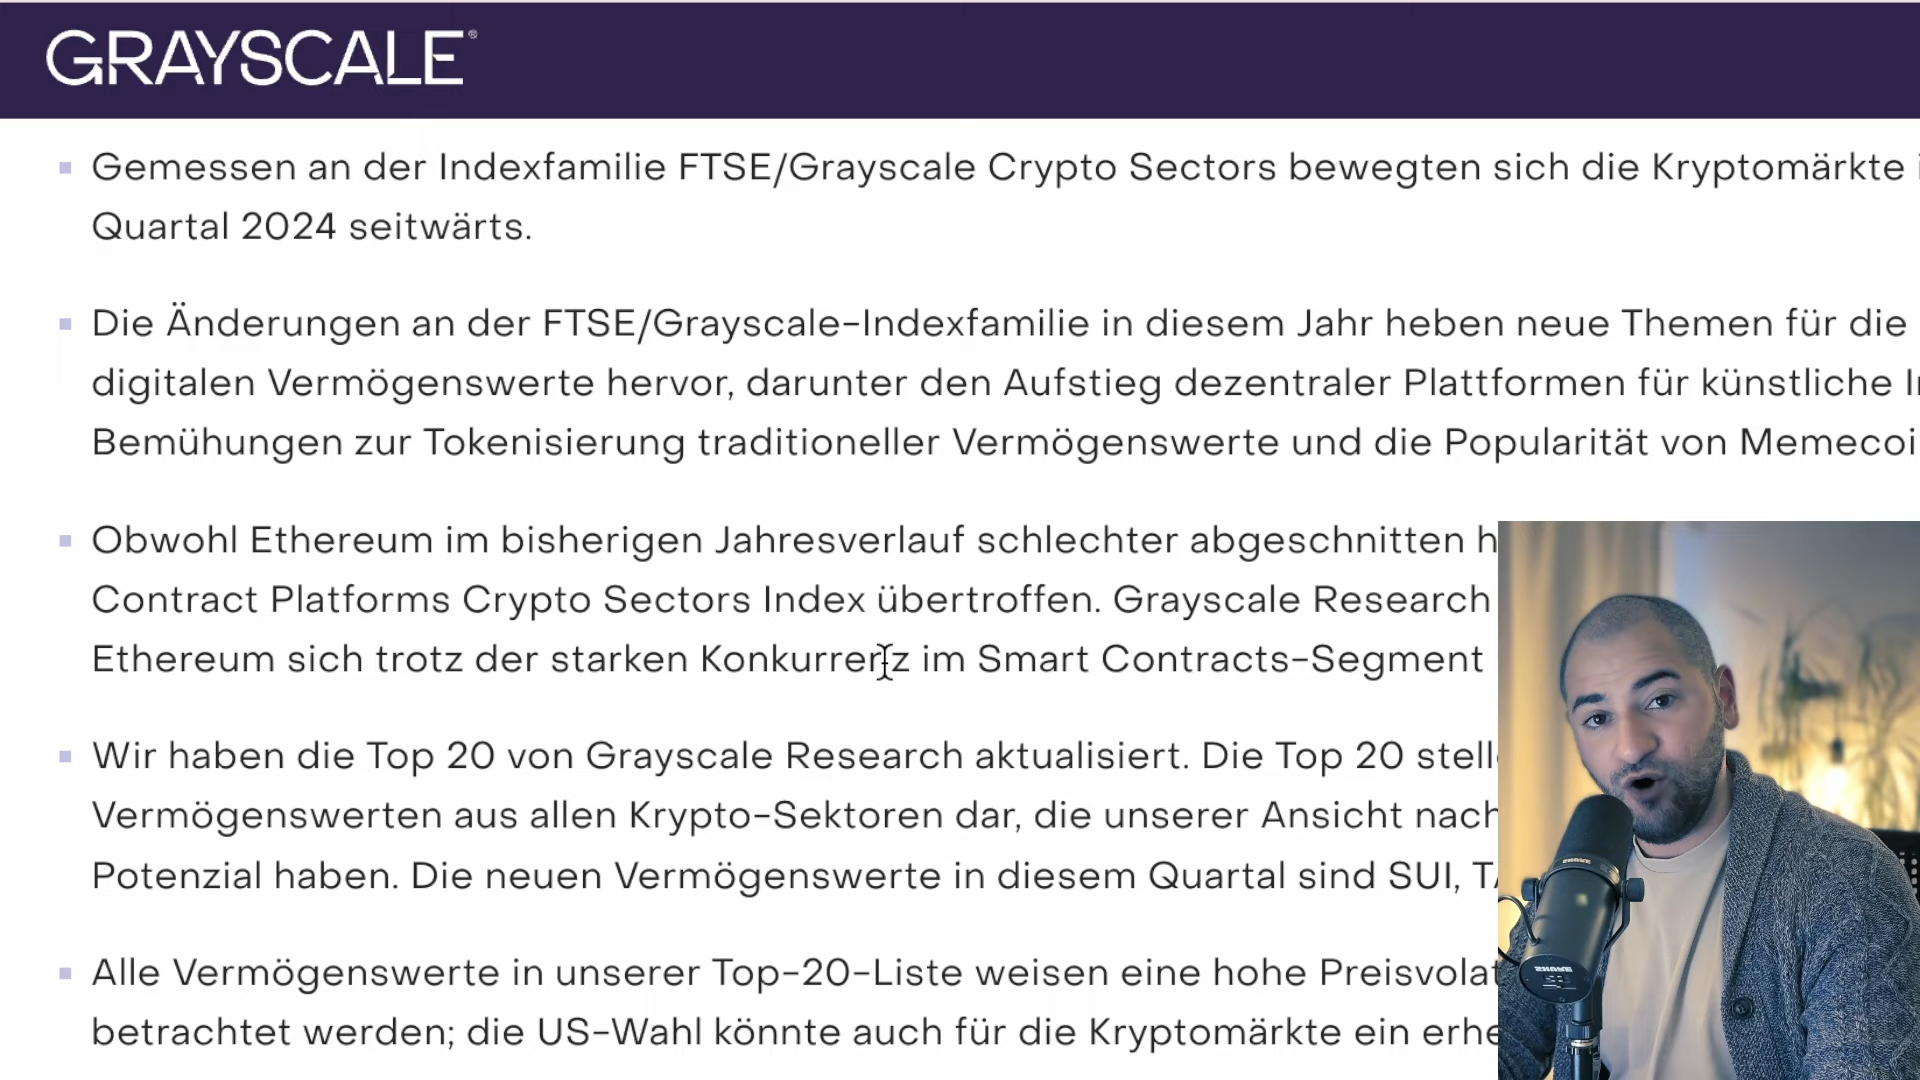 GRAYSCALE®
Gemessen an der Indexfamilie FTSE/Grayscale Crypto Sectors bewegten sich die Kryptomärkte
Quartal 2024 seitwärts.
Die Änderungen an der FTSE/Grayscale-Indexfamilie in diesem Jahr heben neue Themen für die
digitalen Vermögenswerte hervor, darunter den Aufstieg dezentraler Plattformen für künstliche
Bemühungen zur Tokenisierung traditioneller Vermögenswerte und die Popularität von Memecoi
Obwohl Ethereum im bisherigen Jahresverlauf schlechter abgeschnitten h
Contract Platforms Crypto Sectors Index übertroffen. Grayscale Research
Ethereum sich trotz der starken Konkurrenz im Smart Contracts-Segment
Wir haben die Top 20 von Grayscale Research aktualisiert. Die Top 20 stell
Vermögenswerten aus allen Krypto-Sektoren dar, die unserer Ansicht nach
Potenzial haben. Die neuen Vermögenswerte in diesem Quartal sind SUI, TA
Alle Vermögenswerte in unserer Top-20-Liste weisen eine hohe Preisvolat
betrachtet werden; die US-Wahl könnte auch für die Kryptomärkte ein erhe